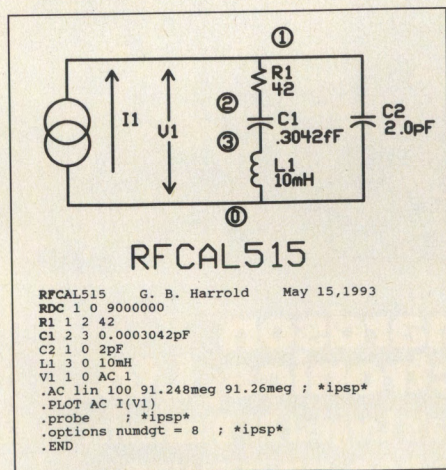 ①
R1
42
②
C1
.3042fF
③
L1
10mH
C2
2.0pF
I1
V1
⓪
RFCAL515
RFCAL515 G. B. Harrold May 15,1993
RDC 1 0 9000000
R1 1 2 42
C1 2 3 0.0003042pF
C2 1 0 2pF
L1 3 0 10mH
V1 1 0 AC 1
.AC lin 100 91.248meg 91.26meg ; *ipsp*
.PLOT AC I(V1)
.probe ; *ipsp*
.options numdgt = 8 ; *ipsp*
.END